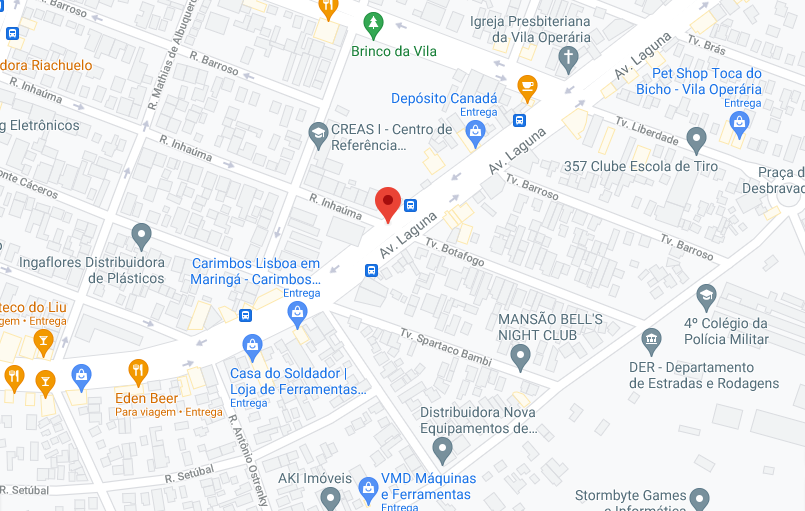 Igreja Presbiteriana
da Vila Operária
Av. Laguna
Tv. Brás
Brinco da Vila
R. Mathias de Albuquerq
R. Barroso
dora Riachuelo
R. Barroso
Pet Shop Toca do
Bicho - Vila Operária
Entrega
Depósito Canadá
Entrega
R. Inhaúma
g Eletrônicos
CREAS I - Centro de
Referência...
Tv. Liberdade
Av. Laguna
R. Inhaúma
357 Clube Escola de Tiro
Praça d
Desbravad
nte Cáceros
Tv. Barroso
R. Inhaúma
Av. Laguna
Tv. Barroso
Tv. Botafogo
Ingaflores Distribuidora
de Plásticos
Carimbos Lisboa em
Maringá - Carimbos...
Entrega
teco do Liu
gem • Entrega
MANSÃO BELL'S
NIGHT CLUB
4º Colégio da
Polícia Militar
Tv. Spartaco Bambi
DER - Departamento
de Estradas e Rodagens
Casa do Soldador |
Loja de Ferramentas...
Entrega
Eden Beer
Para viagem • Entrega
Distribuidora Nova
Equipamentos de...
R. Antônio Ostrenky
R. Setúbal
R. Setúbal
AKI Imóveis
VMD Máquinas
e Ferramentas
Entrega
Stormbyte Games
e Informática